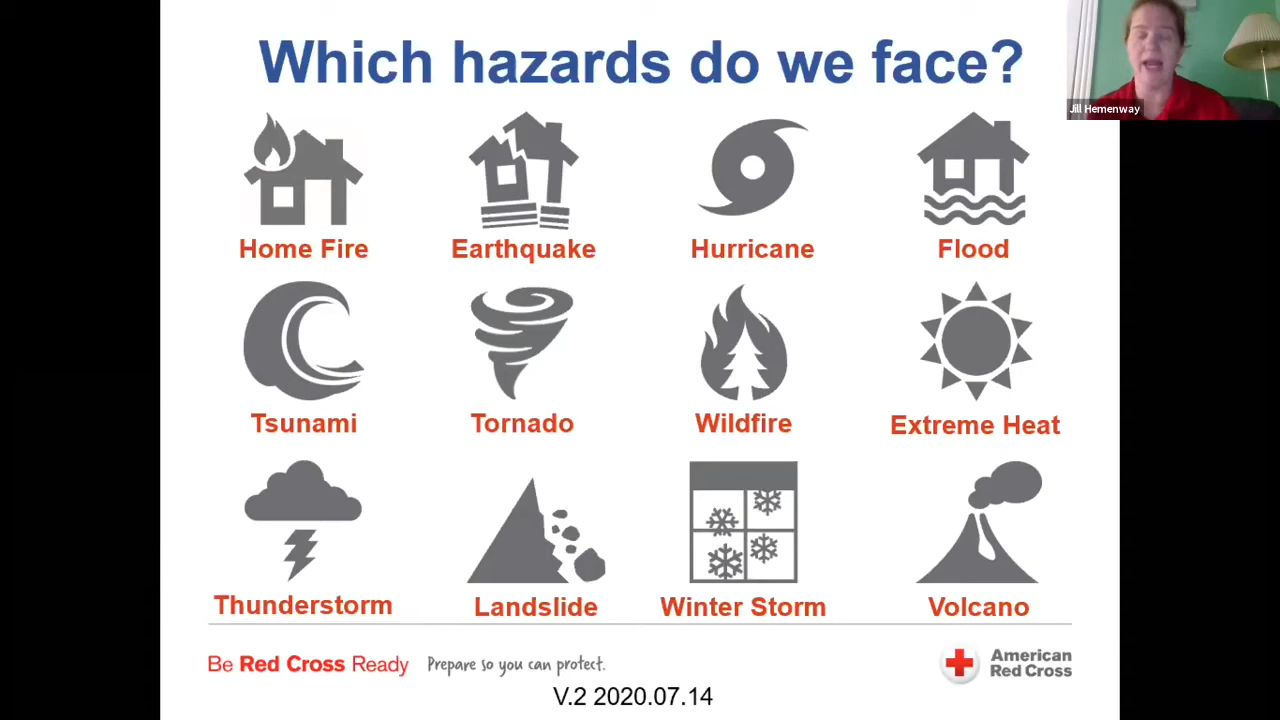 Which hazards do we face?
Jill Hemenway
Home Fire
Earthquake
Hurricane
Flood
Tsunami
Tornado
Wildfire
Extreme Heat
Thunderstorm
Landslide
Winter Storm
Volcano
Be Red Cross Ready
Prepare so you can protect.
American
Red Cross
V.2 2020.07.14